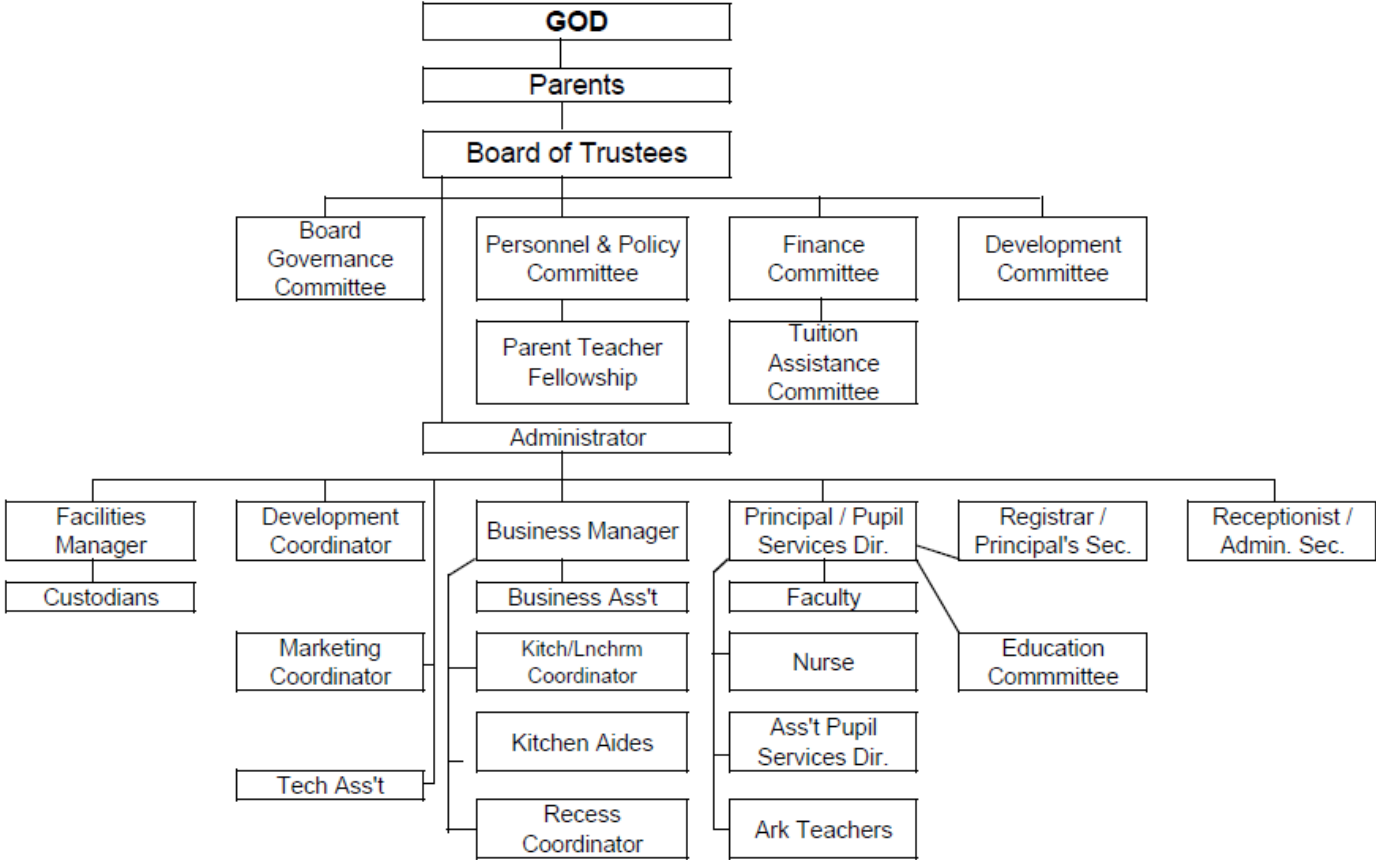 GOD
Parents
Board of Trustees
Board
Governance
Committee
Personnel & Policy
Committee
Finance
Committee
Development
Committee
Parent Teacher
Fellowship
Tuition
Assistance
Committee
Administrator
Facilities
Manager
Development
Coordinator
Business Manager
Principal / Pupil
Services Dir.
Registrar /
Principal's Sec.
Receptionist /
Admin. Sec.
Custodians
Business Ass't
Faculty
Marketing
Coordinator
Kitch/Lnchrm
Coordinator
Nurse
Education
Commmittee
Kitchen Aides
Ass't Pupil
Services Dir.
Tech Ass't
Recess
Coordinator
Ark Teachers